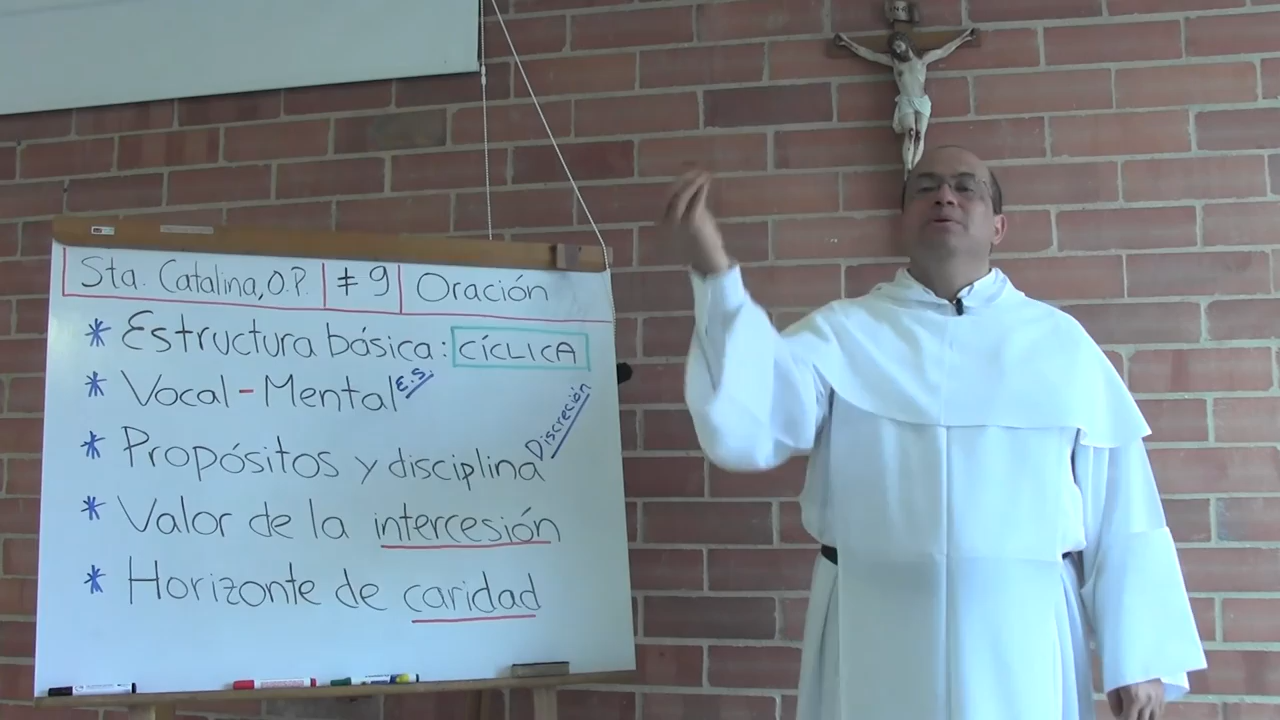 Sta. Catalina, O.P. | # 9 | Oración
* Estructura básica: CÍCLICA
* Vocal - Mental E.S.
* Propósitos y disciplina Discreción
* Valor de la intercesión
* Horizonte de caridad